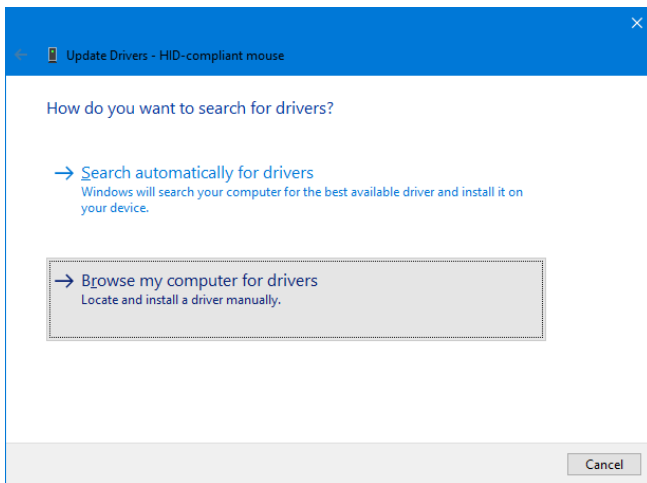 Update Drivers - HID-compliant mouse
How do you want to search for drivers?
Search automatically for drivers
Windows will search your computer for the best available driver and install it on
your device.
Browse my computer for drivers
Locate and install a driver manually.
Cancel